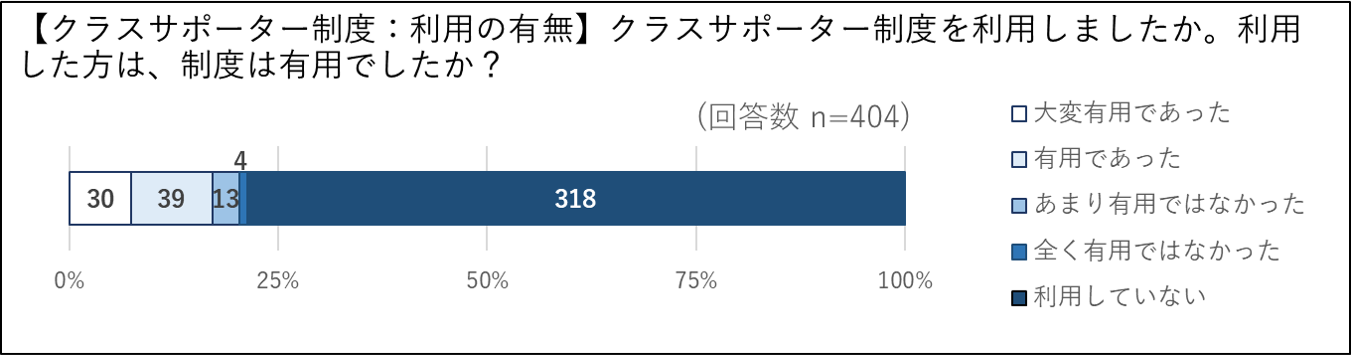 【クラスサポーター制度：利用の有無】クラスサポーター制度を利用しましたか。利用
した方は、制度は有用でしたか？
（回答数 n=404）
4
30 39 13 318
0% 25% 50% 75% 100%
大変有用であった
有用であった
あまり有用ではなかった
全く有用ではなかった
利用していない